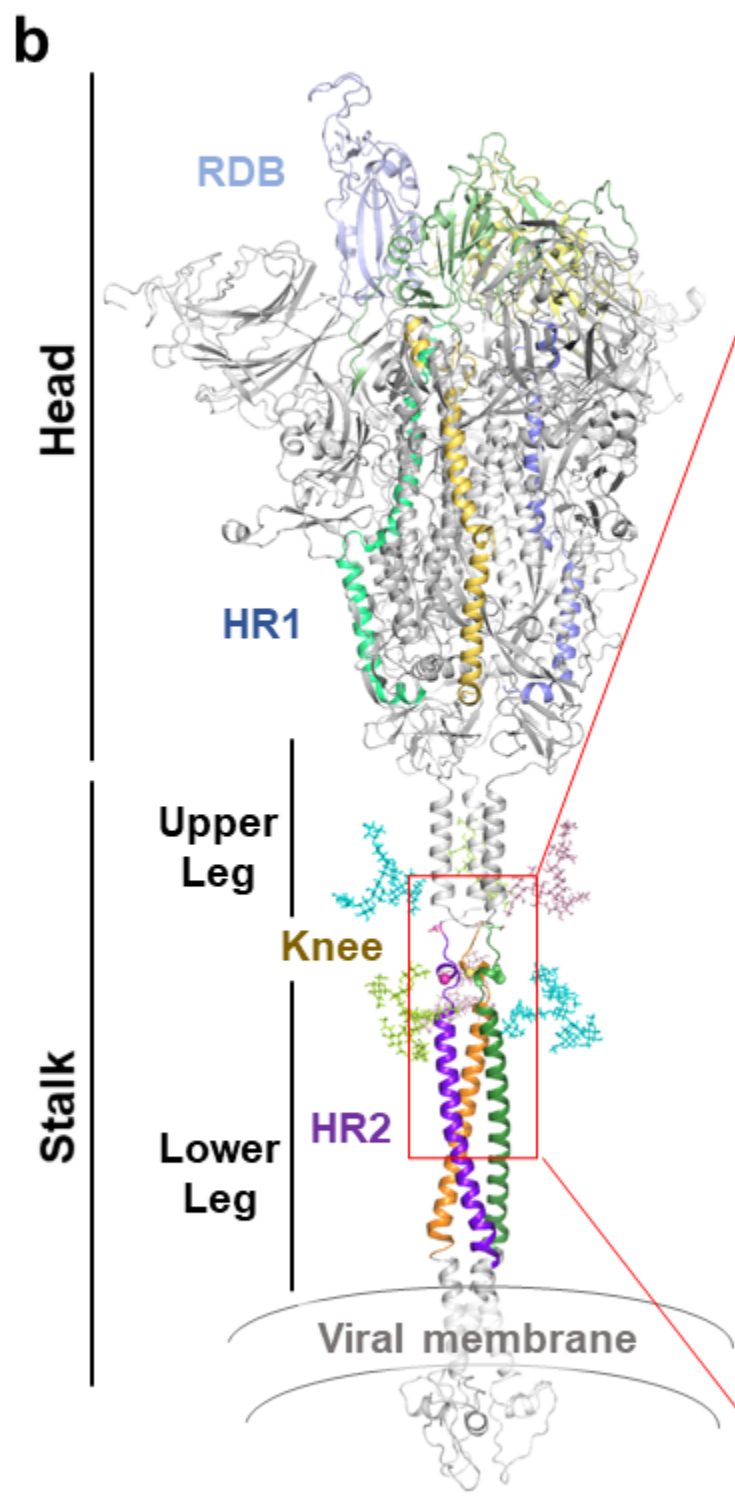 b
RDB
Head
HR1
Upper
Leg
Knee
Stalk
HR2
Lower
Leg
Viral membrane